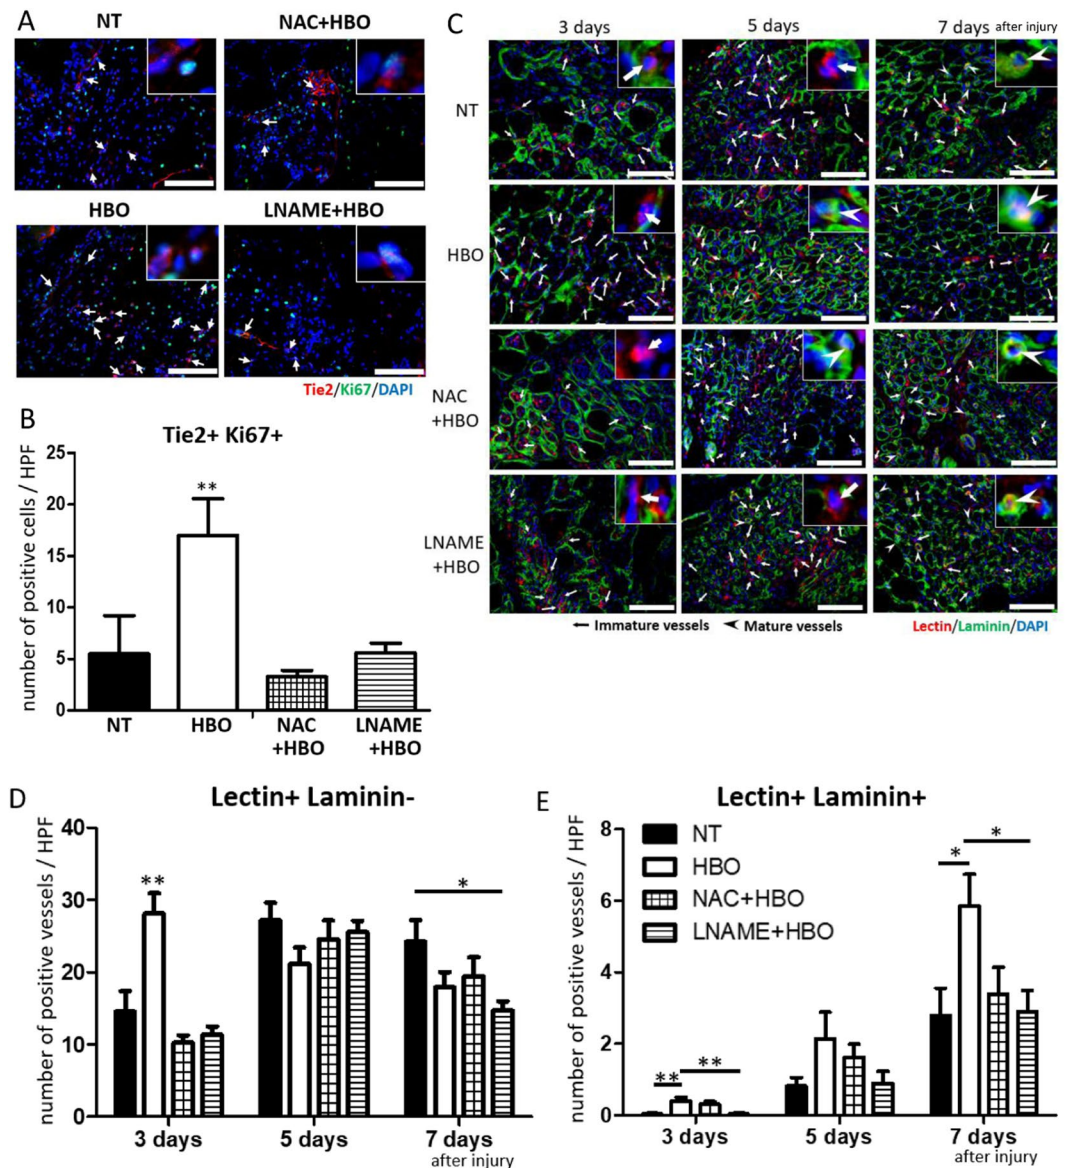 A
NT
NAC+HBO
HBO
LNAME+HBO
Tie2/Ki67/DAPI
B
Tie2+ Ki67+
number of positive cells / HPF
25
20
15
10
5
0
NT
HBO
NAC
+HBO
LNAME
+HBO
C
3 days
5 days
7 days after injury
NT
HBO
NAC
+HBO
LNAME
+HBO
Immature vessels
Mature vessels
Lectin/Laminin/DAPI
**
D
Lectin+ Laminin-
number of positive vessels / HPF
40
30
20
10
0
**
*
3 days
5 days
7 days
after injury
E
Lectin+ Laminin+
number of positive vessels / HPF
8
6
4
2
0
NT
HBO
NAC+HBO
LNAME+HBO
**
**
*
*
3 days
5 days
7 days
after injury